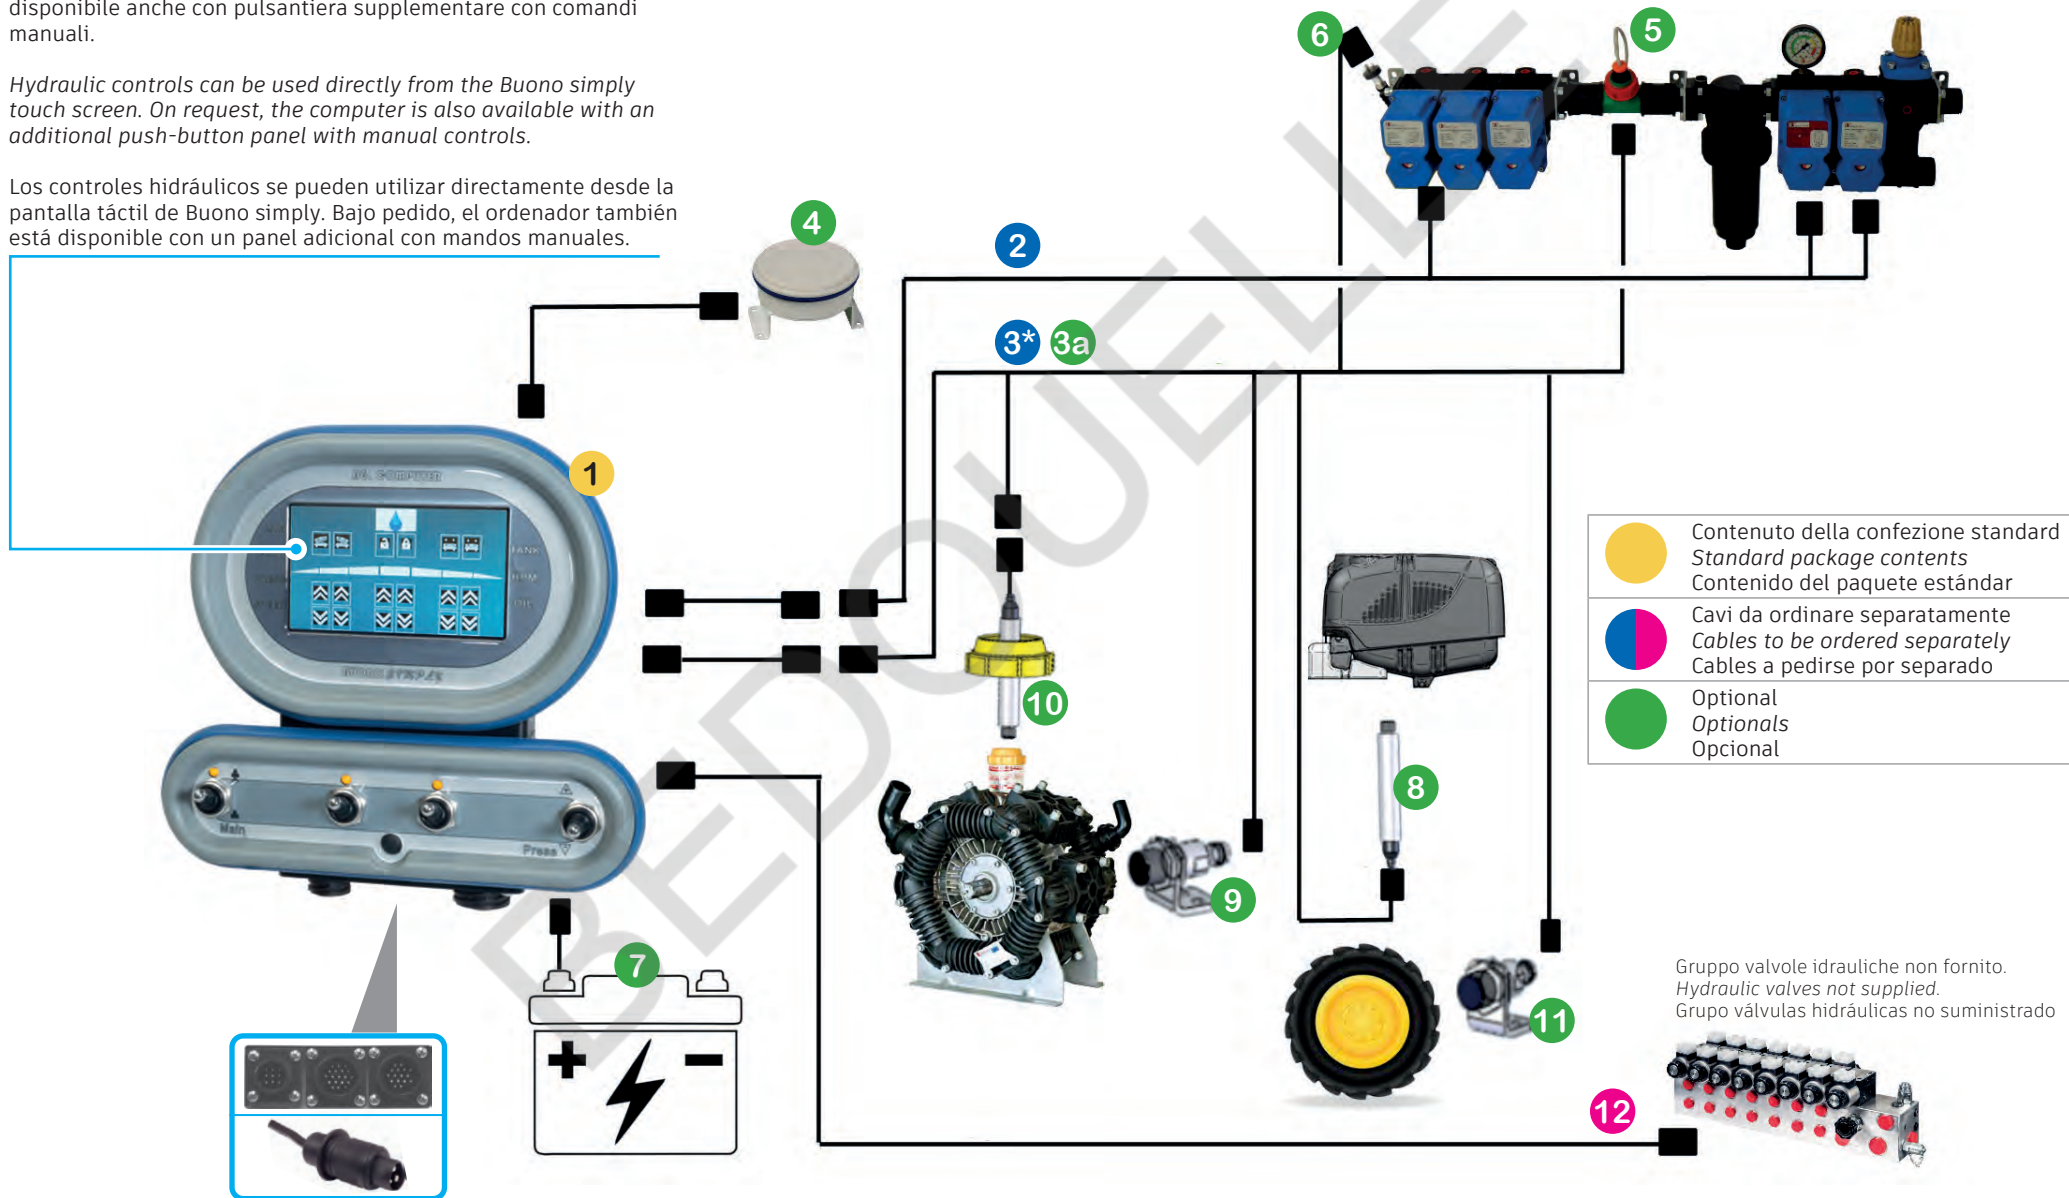 disponibile anche con pulsantiera supplementare con comandi
manuali.
Hydraulic controls can be used directly from the Buono simply
touch screen. On request, the computer is also available with an
additional push-button panel with manual controls.
Los controles hidráulicos se pueden utilizar directamente desde la
pantalla táctil de Buono simply. Bajo pedido, el ordenador también
está disponible con un panel adicional con mandos manuales.
6
5
4
2
3* 3a
1
BG. COMPUTER
TANK
Main
Press
10
8
9
7
11
12
Contenuto della confezione standard
Standard package contents
Contenido del paquete estándar
Cavi da ordinare separatamente
Cables to be ordered separately
Cables a pedirse por separado
Optional
Optionals
Opcional
Gruppo valvole idrauliche non fornito.
Hydraulic valves not supplied.
Grupo válvulas hidráulicas no suministrado
BEDOUELLE